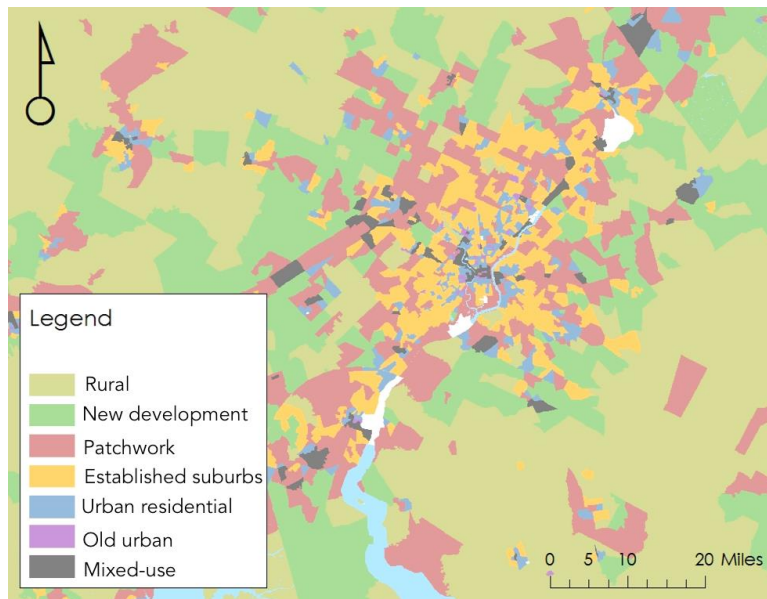 Legend
Rural
New development
Patchwork
Established suburbs
Urban residential
Old urban
Mixed-use
0 5 10 20 Miles